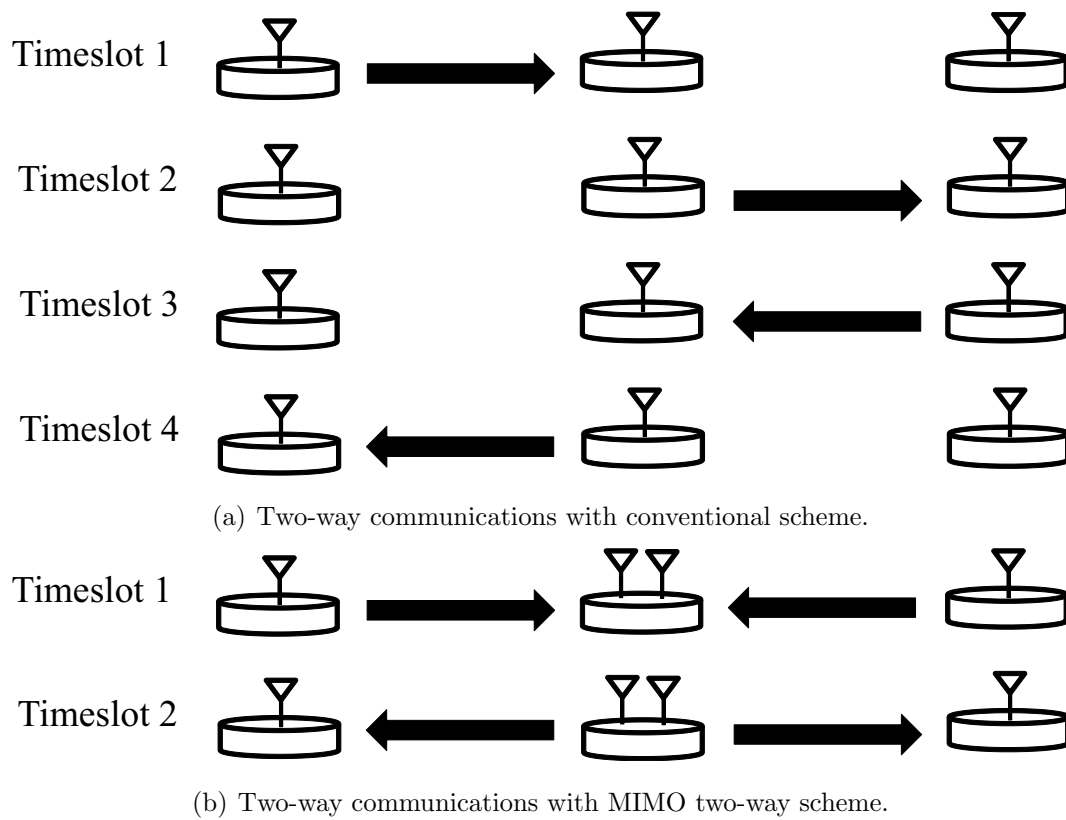 Timeslot 1
Timeslot 2
Timeslot 3
Timeslot 4
(a) Two-way communications with conventional scheme.
Timeslot 1
Timeslot 2
(b) Two-way communications with MIMO two-way scheme.